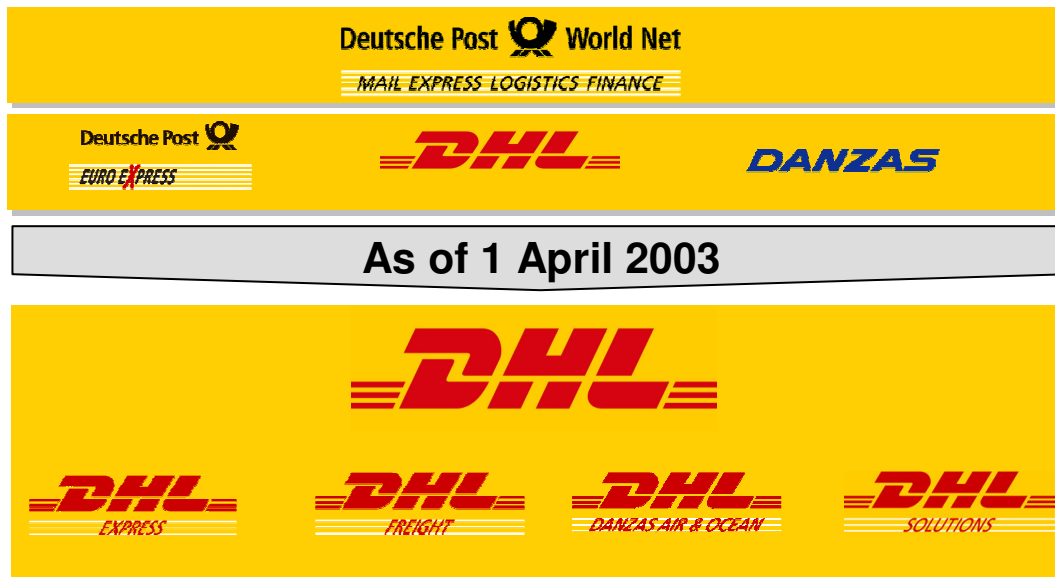 Deutsche Post World Net
MAIL EXPRESS LOGISTICS FINANCE
Deutsche Post
EURO EXPRESS
DHL
DANZAS
As of 1 April 2003
DHL
DHL
EXPRESS
DHL
FREIGHT
DHL
DANZAS AIR & OCEAN
DHL
SOLUTIONS